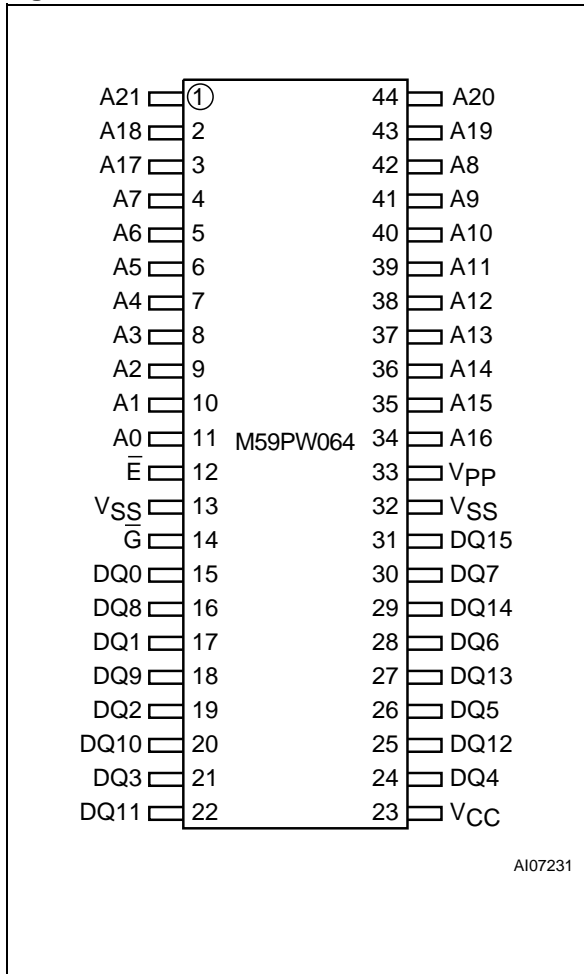 A21 1 44 A20
A18 2 43 A19
A17 3 42 A8
A7 4 41 A9
A6 5 40 A10
A5 6 39 A11
A4 7 38 A12
A3 8 37 A13
A2 9 36 A14
A1 10 35 A15
A0 11 M59PW064 34 A16
E̅ 12 33 VPP
VSS 13 32 VSS
G̅ 14 31 DQ15
DQ0 15 30 DQ7
DQ8 16 29 DQ14
DQ1 17 28 DQ6
DQ9 18 27 DQ13
DQ2 19 26 DQ5
DQ10 20 25 DQ12
DQ3 21 24 DQ4
DQ11 22 23 VCC
AI07231